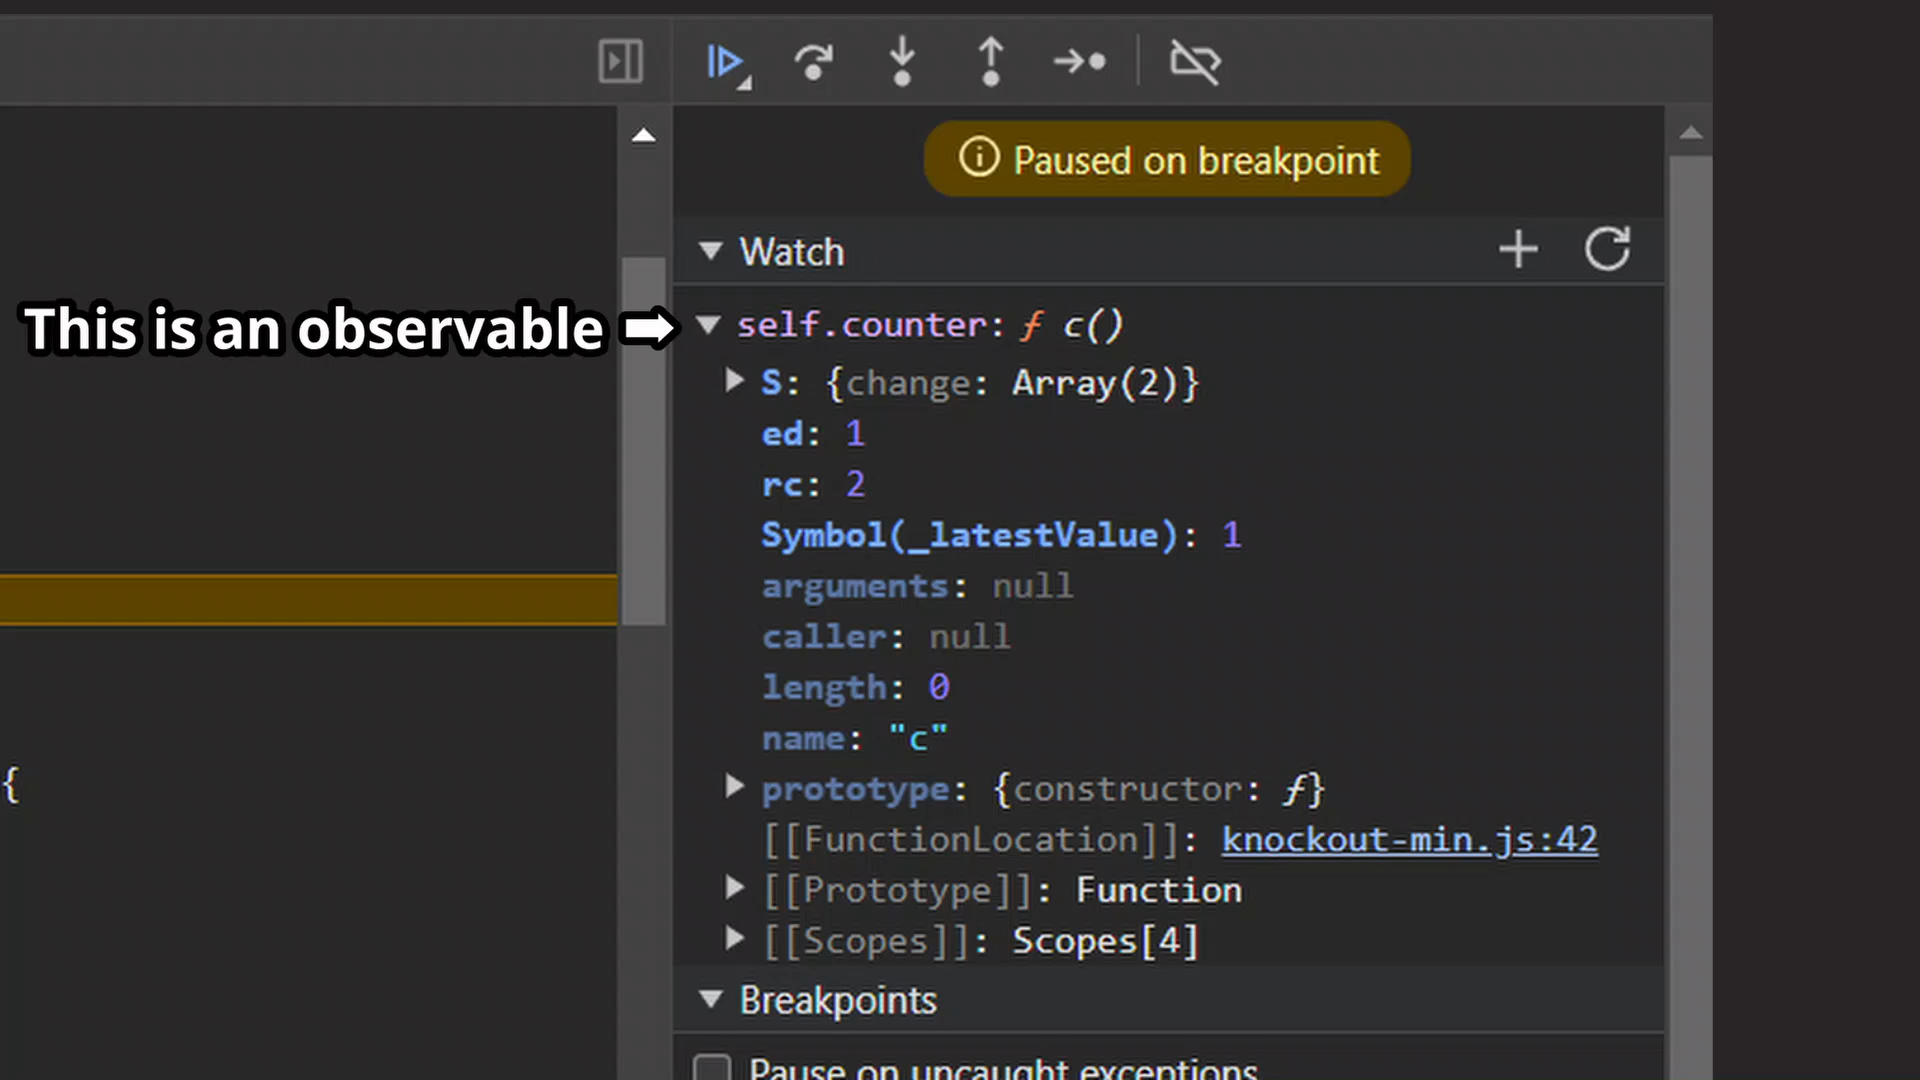 Paused on breakpoint
Watch
This is an observable ➡ self.counter: ƒ c()
S: {change: Array(2)}
ed: 1
rc: 2
Symbol(_latestValue): 1
arguments: null
caller: null
length: 0
name: "c"
{
prototype: {constructor: ƒ}
[[FunctionLocation]]: knockout-min.js:42
[[Prototype]]: Function
[[Scopes]]: Scopes[4]
Breakpoints
Pause on uncaught exceptions